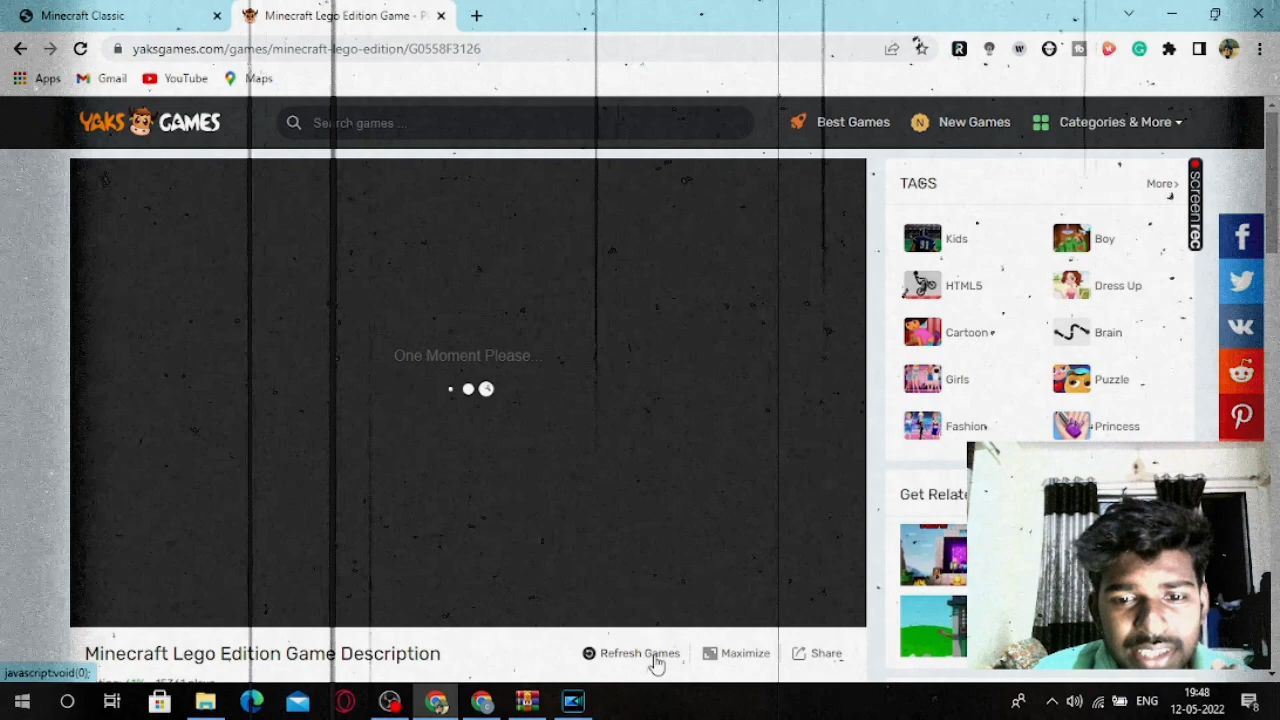 Minecraft Classic
Minecraft Lego Edition Game - P
yaksgames.com/games/minecraft-lego-edition/G0558F3126
Apps
Gmail
YouTube
Maps
YAKS GAMES
Search games ...
Best Games
New Games
Categories & More
One Moment Please...
TAGS
More
Kids
Boy
HTML5
Dress Up
Cartoon
Brain
Girls
Puzzle
Fashion
Princess
screenrec
Get Relate
Minecraft Lego Edition Game Description
Refresh Games
Maximize
Share
javascript:void(0);
ENG
19:48
12-05-2022